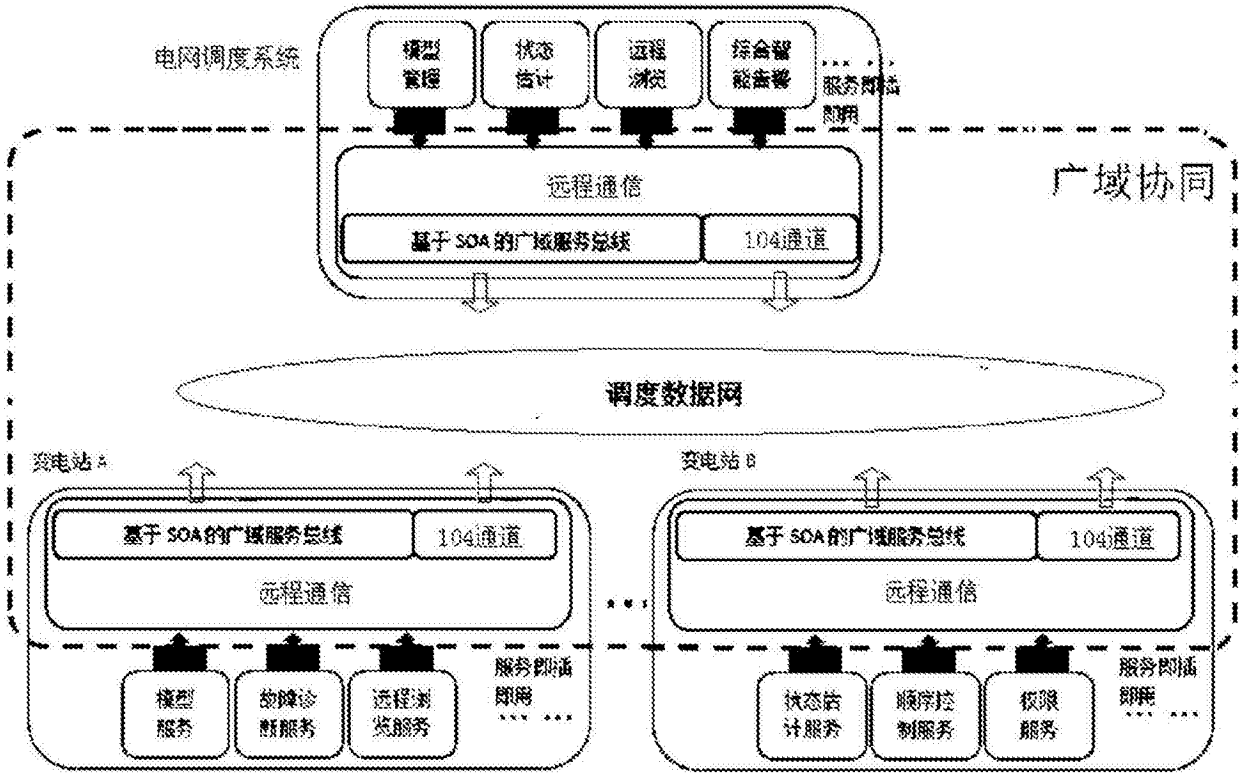 电网调度系统
模型
管理
状态
估计
远程
浏览
综合智
能告警
... ...
服务即插
即用
广域协同
远程通信
基于 SOA 的广域服务总线
104通道
调度数据网
变电站 A
变电站 B
基于 SOA 的广域服务总线
104通道
远程通信
...
基于 SOA 的广域服务总线
104通道
远程通信
模型
服务
故障诊
断服务
远程浏
览服务
服务即插
即用
... ...
状态估
计服务
顺序控
制服务
权限
服务
服务即插
即用
... ...